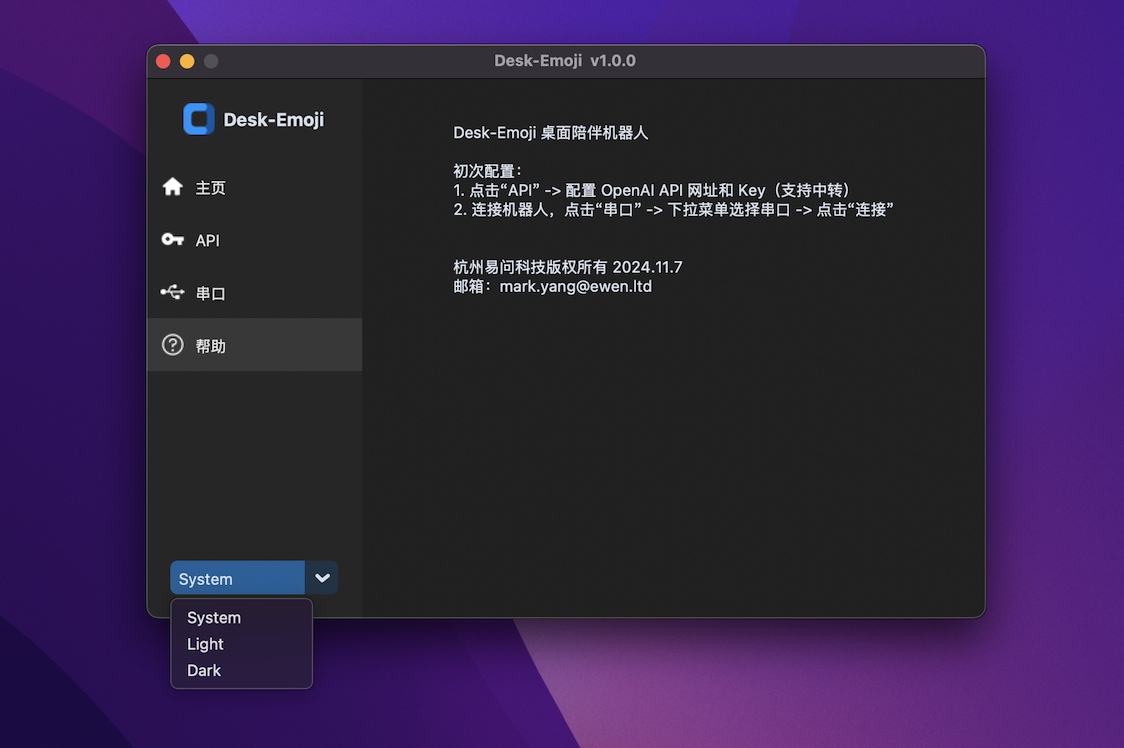 Desk-Emoji v1.0.0
Desk-Emoji
主页
API
串口
帮助
Desk-Emoji 桌面陪伴机器人
初次配置：
1. 点击“API” -> 配置 OpenAI API 网址和 Key（支持中转）
2. 连接机器人，点击“串口” -> 下拉菜单选择串口 -> 点击“连接”
杭州易问科技版权所有 2024.11.7
邮箱：mark.yang@ewen.ltd
System
System
Light
Dark